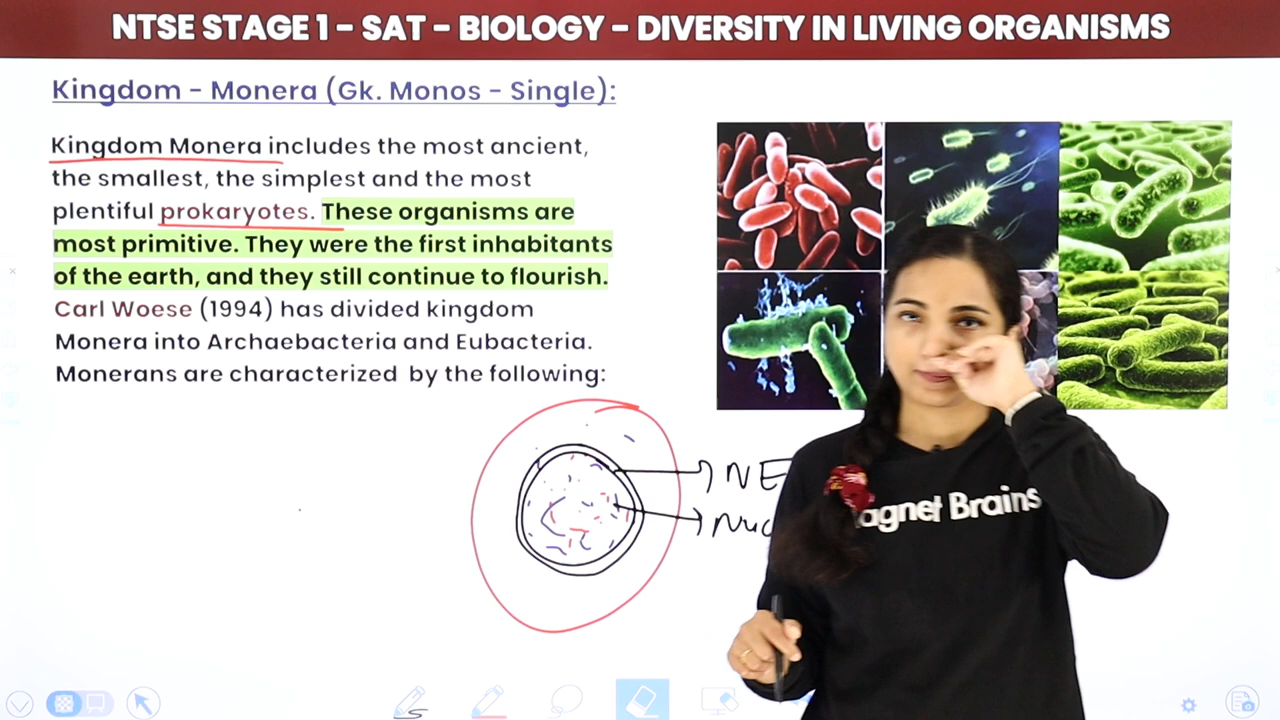 NTSE STAGE 1 – SAT – BIOLOGY – DIVERSITY IN LIVING ORGANISMS
Kingdom – Monera (Gk. Monos – Single):
Kingdom Monera includes the most ancient,
the smallest, the simplest and the most
plentiful prokaryotes. These organisms are
most primitive. They were the first inhabitants
of the earth, and they still continue to flourish.
Carl Woese (1994) has divided kingdom
Monera into Archaebacteria and Eubacteria.
Monerans are characterized by the following:
NE
agnet Brains